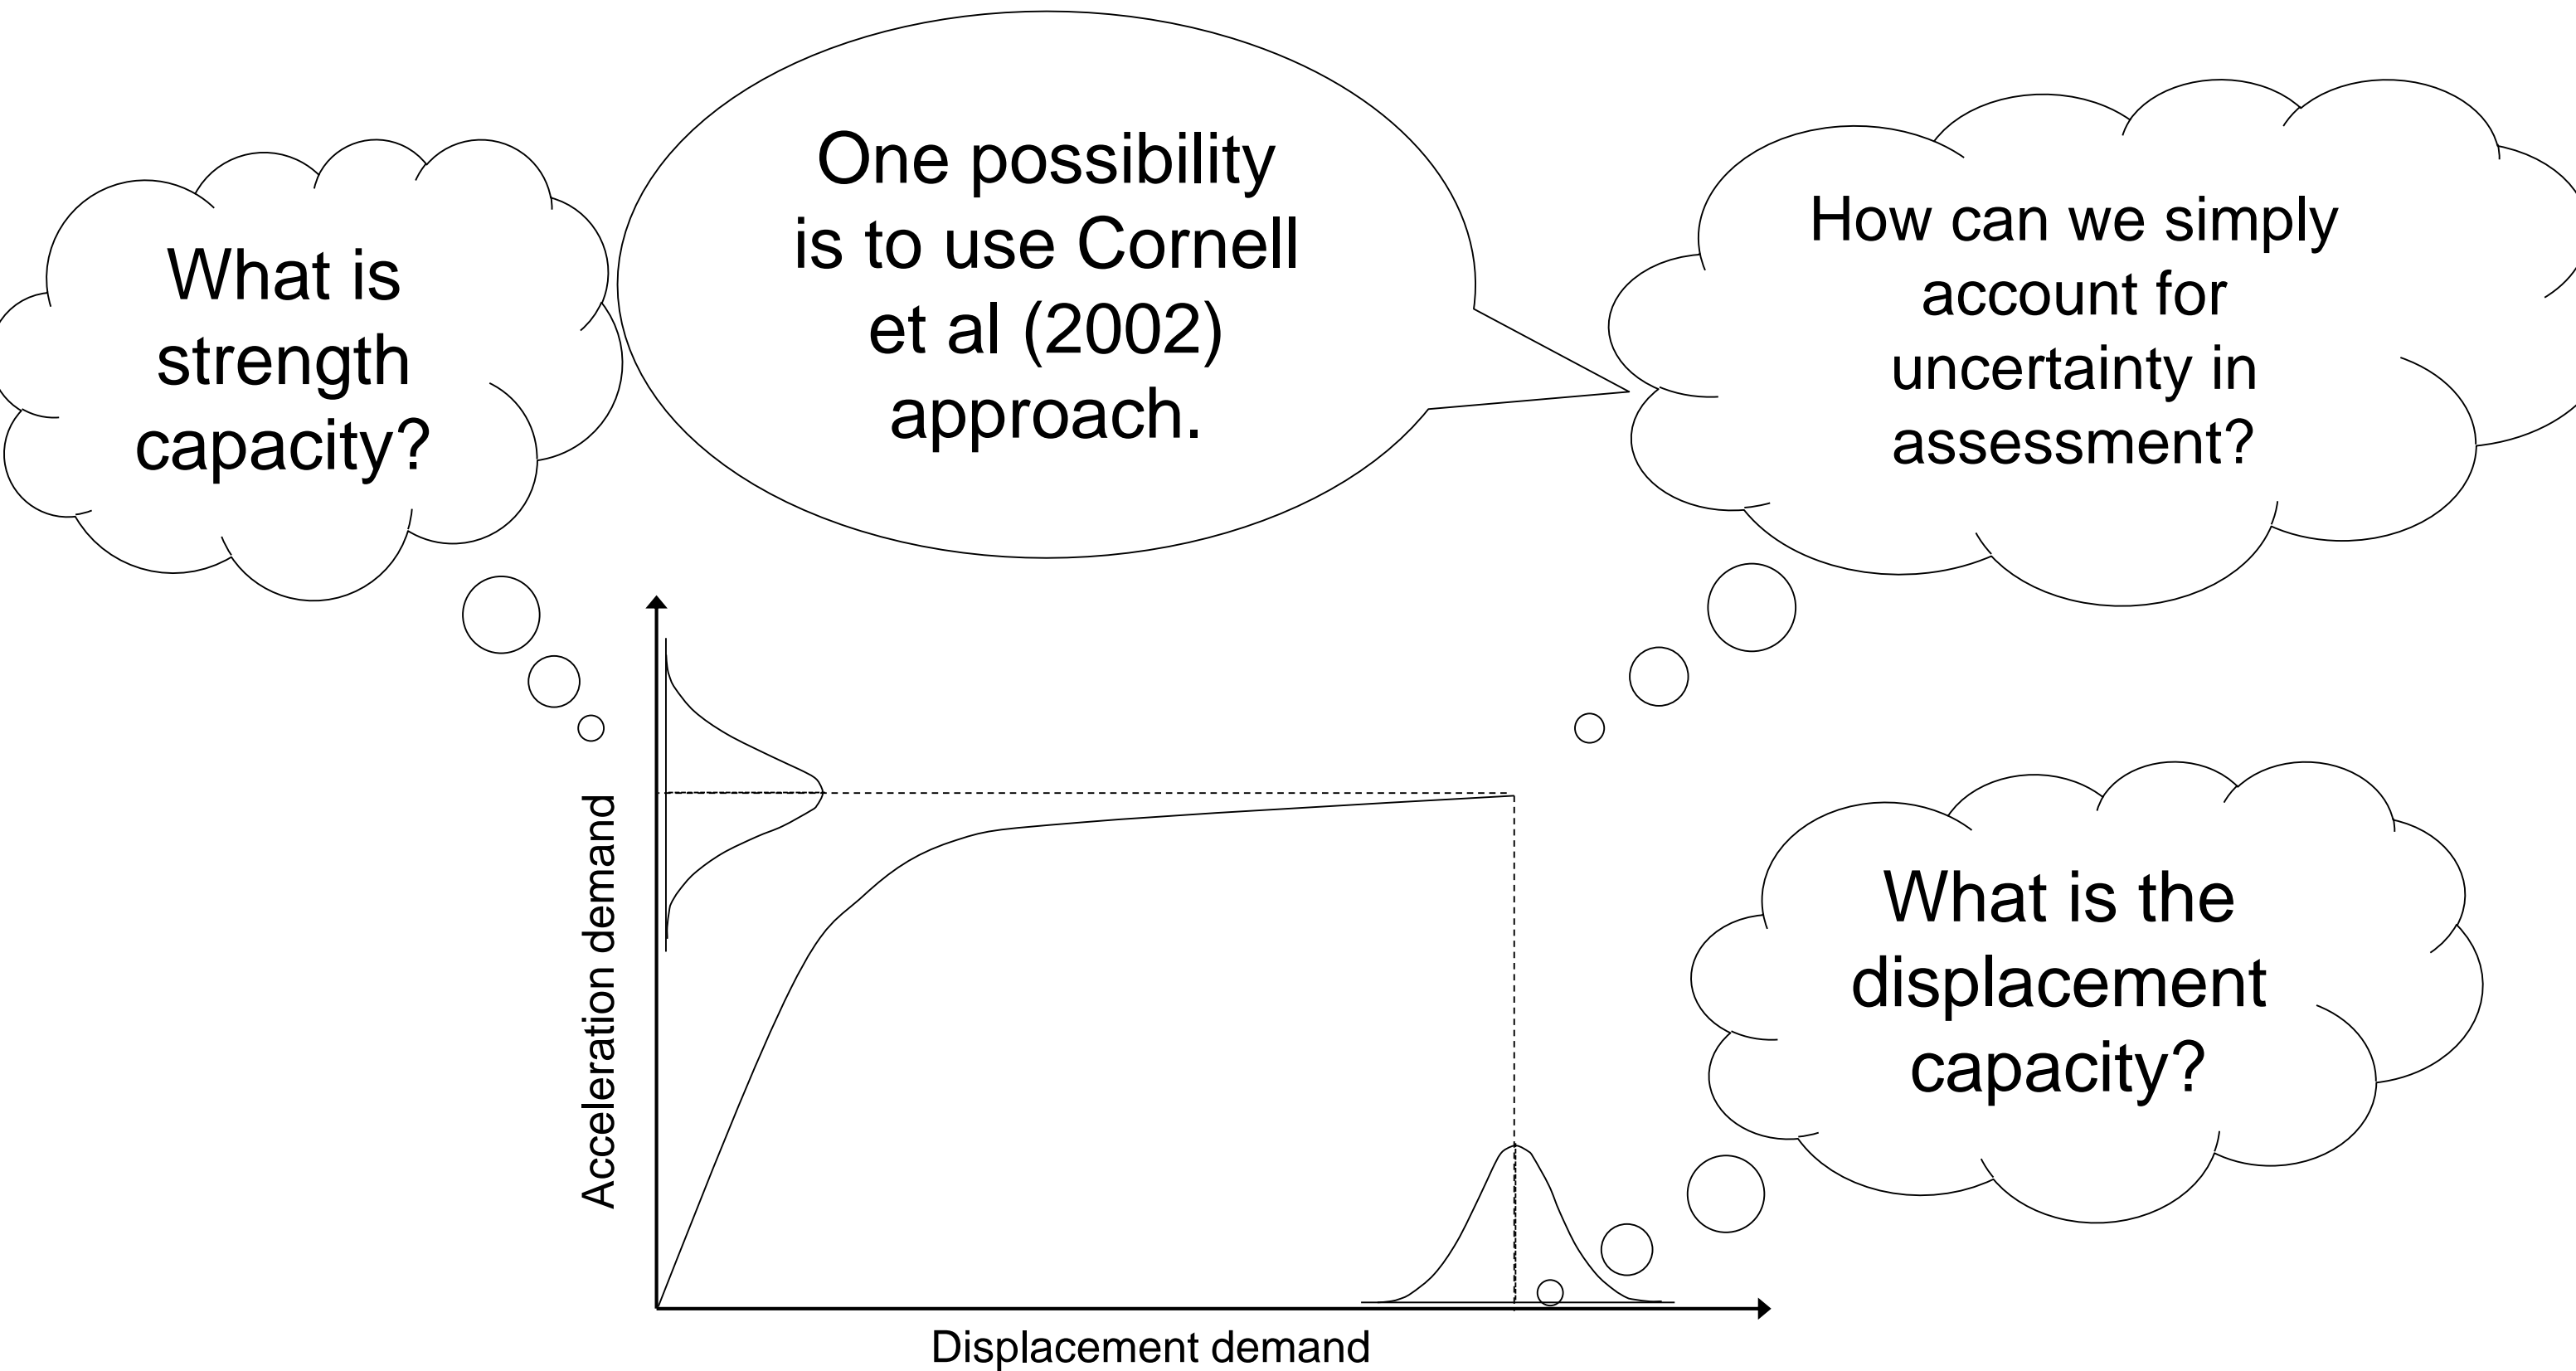 What is
strength
capacity?
One possibility
is to use Cornell
et al (2002)
approach.
How can we simply
account for
uncertainty in
assessment?
What is the
displacement
capacity?
Acceleration demand
Displacement demand